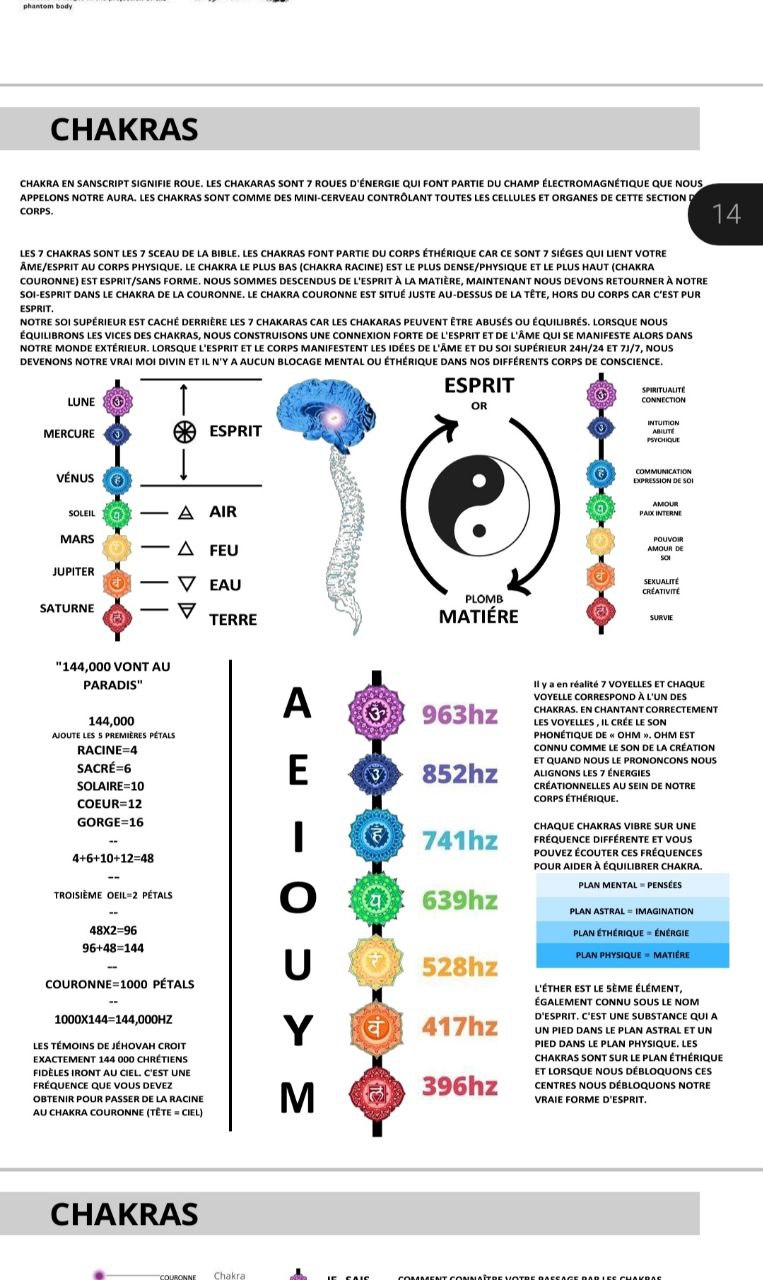 phantom body
CHAKRAS
CHAKRA EN SANSCRIPT SIGNIFIE ROUE. LES CHAKARAS SONT 7 ROUES D'ÉNERGIE QUI FONT PARTIE DU CHAMP ÉLECTROMAGNÉTIQUE QUE NOUS
APPELONS NOTRE AURA. LES CHAKRAS SONT COMME DES MINI-CERVEAU CONTRÔLANT TOUTES LES CELLULES ET ORGANES DE CETTE SECTION
CORPS.
14
LES 7 CHAKRAS SONT LES 7 SCEAU DE LA BIBLE. LES CHAKRAS FONT PARTIE DU CORPS ÉTHÉRIQUE CAR CE SONT 7 SIÉGES QUI LIENT VOTRE
ÂME/ESPRIT AU CORPS PHYSIQUE. LE CHAKRA LE PLUS BAS (CHAKRA RACINE) EST LE PLUS DENSE/PHYSIQUE ET LE PLUS HAUT (CHAKRA
COURONNE) EST ESPRIT/SANS FORME. NOUS SOMMES DESCENDUS DE L'ESPRIT À LA MATIÈRE, MAINTENANT NOUS DEVONS RETOURNER À NOTRE
SOI-ESPRIT DANS LE CHAKRA DE LA COURONNE. LE CHAKRA COURONNE EST SITUÉ JUSTE AU-DESSUS DE LA TÊTE, HORS DU CORPS CAR C'EST PUR
ESPRIT.
NOTRE SOI SUPÉRIEUR EST CACHÉ DERRIÈRE LES 7 CHAKARAS CAR LES CHAKARAS PEUVENT ÊTRE ABUSÉS OU ÉQUILIBRÉS. LORSQUE NOUS
ÉQUILIBRONS LES VICES DES CHAKRAS, NOUS CONSTRUISONS UNE CONNEXION FORTE DE L'ESPRIT ET DE L'ÂME QUI SE MANIFESTE ALORS DANS
NOTRE MONDE EXTÉRIEUR. LORSQUE L'ESPRIT ET LE CORPS MANIFESTENT LES IDÉES DE L'ÂME ET DU SOI SUPÉRIEUR 24H/24 ET 7J/7, NOUS
DEVENONS NOTRE VRAI MOI DIVIN ET IL N'Y A AUCUN BLOCAGE MENTAL OU ÉTHÉRIQUE DANS NOS DIFFÉRENTS CORPS DE CONSCIENCE.
LUNE
MERCURE
VÉNUS
SOLEIL
MARS
JUPITER
SATURNE
ESPRIT
AIR
FEU
EAU
TERRE
ESPRIT
OR
PLOMB
MATIÉRE
SPIRITUALITÉ
CONNECTION
INTUITION
ABILITÉ
PSYCHIQUE
COMMUNICATION
EXPRESSION DE SOI
AMOUR
PAIX INTERNE
POUVOIR
AMOUR DE
SOI
SEXUALITÉ
CRÉATIVITÉ
SURVIE
"144,000 VONT AU
PARADIS"
144,000
AJOUTE LES 5 PREMIÈRES PÉTALS
RACINE=4
SACRÉ=6
SOLAIRE=10
COEUR=12
GORGE=16
--
4+6+10+12=48
--
TROISIÈME OEIL=2 PÉTALS
--
48X2=96
96+48=144
--
COURONNE=1000 PÉTALS
--
1000X144=144,000HZ
LES TÉMOINS DE JÉHOVAH CROIT
EXACTEMENT 144 000 CHRÉTIENS
FIDÈLES IRONT AU CIEL. C'EST UNE
FRÉQUENCE QUE VOUS DEVEZ
OBTENIR POUR PASSER DE LA RACINE
AU CHAKRA COURONNE (TÊTE = CIEL)
A 963hz
E 852hz
I 741hz
O 639hz
U 528hz
Y 417hz
M 396hz
Il y a en réalité 7 VOYELLES ET CHAQUE
VOYELLE CORRESPOND À L'UN DES
CHAKRAS. EN CHANTANT CORRECTEMENT
LES VOYELLES , IL CRÉE LE SON
PHONÉTIQUE DE « OHM ». OHM EST
CONNU COMME LE SON DE LA CRÉATION
ET QUAND NOUS LE PRONONCONS NOUS
ALIGNONS LES 7 ÉNERGIES
CRÉATIONNELLES AU SEIN DE NOTRE
CORPS ÉTHÉRIQUE.
CHAQUE CHAKRAS VIBRE SUR UNE
FRÉQUENCE DIFFÉRENTE ET VOUS
POUVEZ ÉCOUTER CES FRÉQUENCES
POUR AIDER À ÉQUILIBRER CHAKRA.
PLAN MENTAL = PENSÉES
PLAN ASTRAL = IMAGINATION
PLAN ÉTHÉRIQUE = ÉNÉRGIE
PLAN PHYSIQUE = MATIÉRE
L'ÉTHER EST LE 5ÈME ÉLÉMENT,
ÉGALEMENT CONNU SOUS LE NOM
D'ESPRIT. C'EST UNE SUBSTANCE QUI A
UN PIED DANS LE PLAN ASTRAL ET UN
PIED DANS LE PLAN PHYSIQUE. LES
CHAKRAS SONT SUR LE PLAN ÉTHÉRIQUE
ET LORSQUE NOUS DÉBLOQUONS CES
CENTRES NOUS DÉBLOQUONS NOTRE
VRAIE FORME D'ESPRIT.
CHAKRAS
COURONNE
Chakra
JE SAIS
COMMENT CONNAÎTRE VOTRE PASSAGE PAR LES CHAKRAS